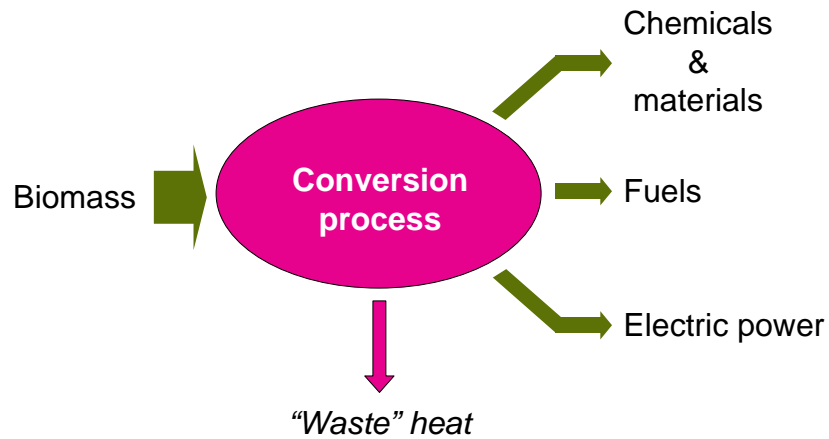 Chemicals
&
materials
Biomass
Conversion
process
Fuels
Electric power
“Waste” heat